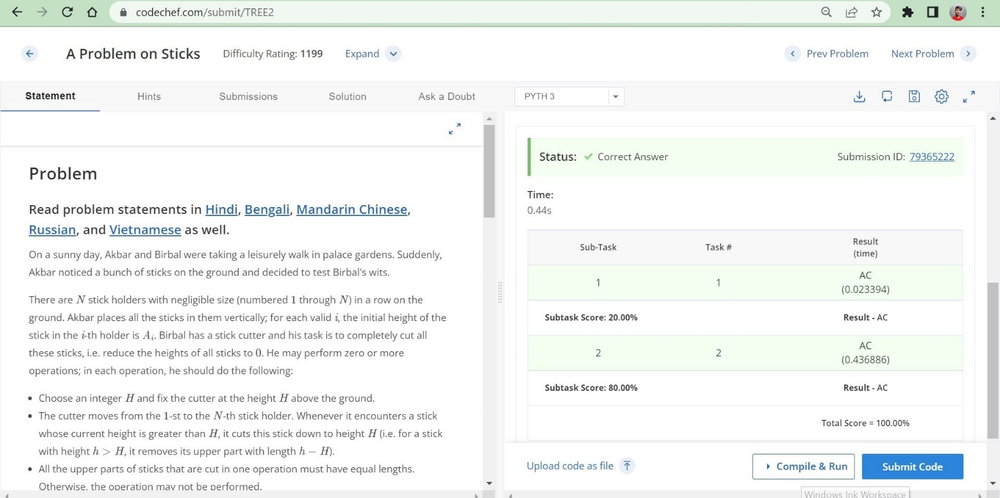 codechef.com/submit/TREE2
A Problem on Sticks Difficulty Rating: 1199 Expand Prev Problem Next Problem
Statement Hints Submissions Solution Ask a Doubt PYTH 3
Problem
Read problem statements in Hindi, Bengali, Mandarin Chinese,
Russian, and Vietnamese as well.
On a sunny day, Akbar and Birbal were taking a leisurely walk in palace gardens. Suddenly,
Akbar noticed a bunch of sticks on the ground and decided to test Birbal's wits.
There are N stick holders with negligible size (numbered 1 through N) in a row on the
ground. Akbar places all the sticks in them vertically; for each valid i, the initial height of the
stick in the i-th holder is Ai. Birbal has a stick cutter and his task is to completely cut all
these sticks, i.e. reduce the heights of all sticks to 0. He may perform zero or more
operations; in each operation, he should do the following:
• Choose an integer H and fix the cutter at the height H above the ground.
• The cutter moves from the 1-st to the N-th stick holder. Whenever it encounters a stick
whose current height is greater than H, it cuts this stick down to height H (i.e. for a stick
with height h > H, it removes its upper part with length h − H).
• All the upper parts of sticks that are cut in one operation must have equal lengths.
Otherwise, the operation may not be performed.
Status: ✓ Correct Answer Submission ID: 79365222
Time:
0.44s
Sub-Task Task # Result
(time)
1 1 AC
(0.023394)
Subtask Score: 20.00% Result - AC
2 2 AC
(0.436886)
Subtask Score: 80.00% Result - AC
Total Score = 100.00%
Upload code as file Compile & Run Submit Code
Windows Ink Workspace